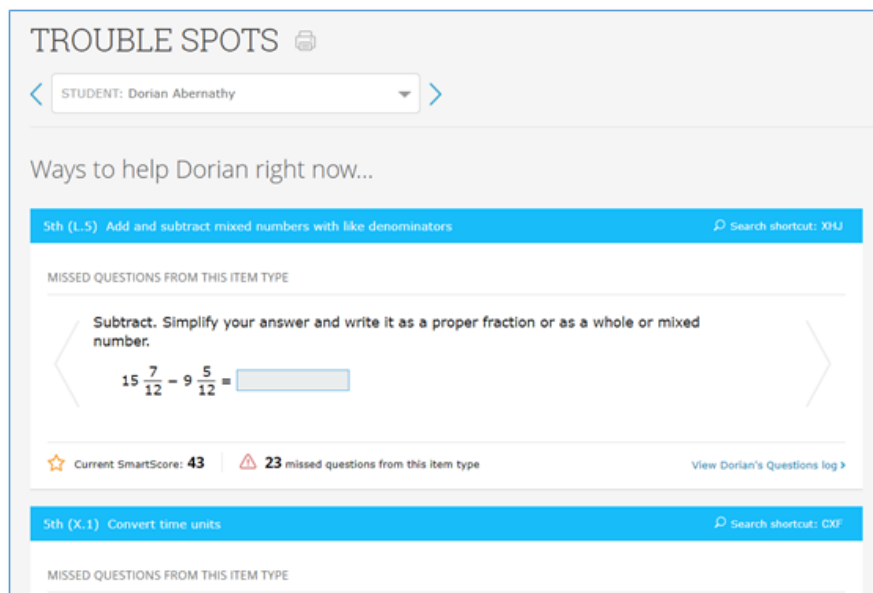 TROUBLE SPOTS
STUDENT: Dorian Abernathy
Ways to help Dorian right now...
5th (L.5) Add and subtract mixed numbers with like denominators Search shortcut: XHJ
MISSED QUESTIONS FROM THIS ITEM TYPE
Subtract. Simplify your answer and write it as a proper fraction or as a whole or mixed
number.
15 7/12 – 9 5/12 =
Current SmartScore: 43 23 missed questions from this item type View Dorian's Questions log >
5th (X.1) Convert time units Search shortcut: CXF
MISSED QUESTIONS FROM THIS ITEM TYPE